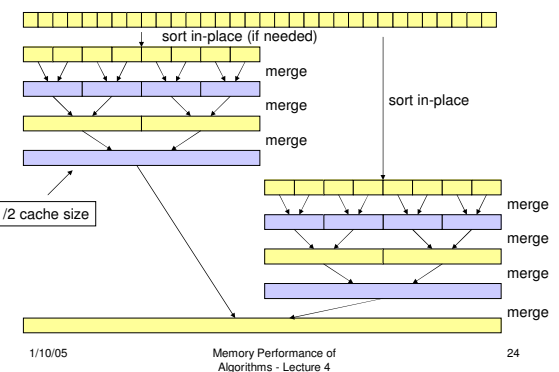 sort in-place (if needed)
merge
merge
sort in-place
merge
/2 cache size
merge
merge
merge
merge
1/10/05
Memory Performance of
Algorithms - Lecture 4
24